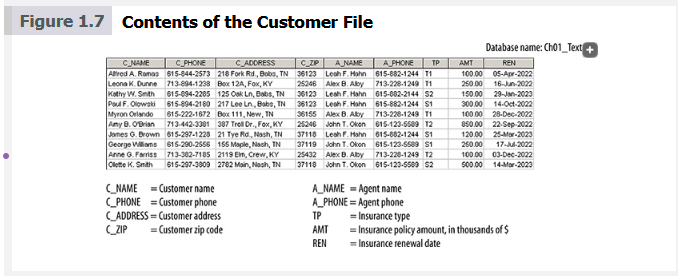 Figure 1.7 Contents of the Customer File
Database name: Ch01_Text
C_NAME C_PHONE C_ADDRESS C_ZIP A_NAME A_PHONE TP AMT REN
Alfred A. Ramas 615-844-2573 218 Fork Rd., Babs, TN 36123 Leah F. Hahn 615-882-1244 T1 100.00 05-Apr-2022
Leona K. Dunne 713-894-1238 Box 12A, Fox, KY 25246 Alex B. Alby 713-228-1249 T1 250.00 16-Jun-2022
Kathy W. Smith 615-894-2285 125 Oak Ln, Babs, TN 36123 Leah F. Hahn 615-882-2144 S2 150.00 29-Jan-2023
Paul F. Olowski 615-894-2180 217 Lee Ln., Babs, TN 36123 Leah F. Hahn 615-882-1244 S1 300.00 14-Oct-2022
Myron Orlando 615-222-1672 Box 111, New, TN 36155 Alex B. Alby 713-228-1249 T1 100.00 28-Dec-2022
Amy B. O'Brian 713-442-3381 387 Troll Dr., Fox, KY 25246 John T. Okon 615-123-5589 T2 850.00 22-Sep-2022
James G. Brown 615-297-1228 21 Tye Rd., Nash, TN 37118 Leah F. Hahn 615-882-1244 S1 120.00 25-Mar-2023
George Williams 615-290-2556 155 Maple, Nash, TN 37119 John T. Okon 615-123-5589 S1 250.00 17-Jul-2022
Anne G. Farriss 713-382-7185 2119 Elm, Crew, KY 25432 Alex B. Alby 713-228-1249 T2 100.00 03-Dec-2022
Olette K. Smith 615-297-3809 2782 Main, Nash, TN 37118 John T. Okon 615-123-5589 S2 500.00 14-Mar-2023
C_NAME = Customer name
C_PHONE = Customer phone
C_ADDRESS = Customer address
C_ZIP = Customer zip code
A_NAME = Agent name
A_PHONE = Agent phone
TP = Insurance type
AMT = Insurance policy amount, in thousands of $
REN = Insurance renewal date